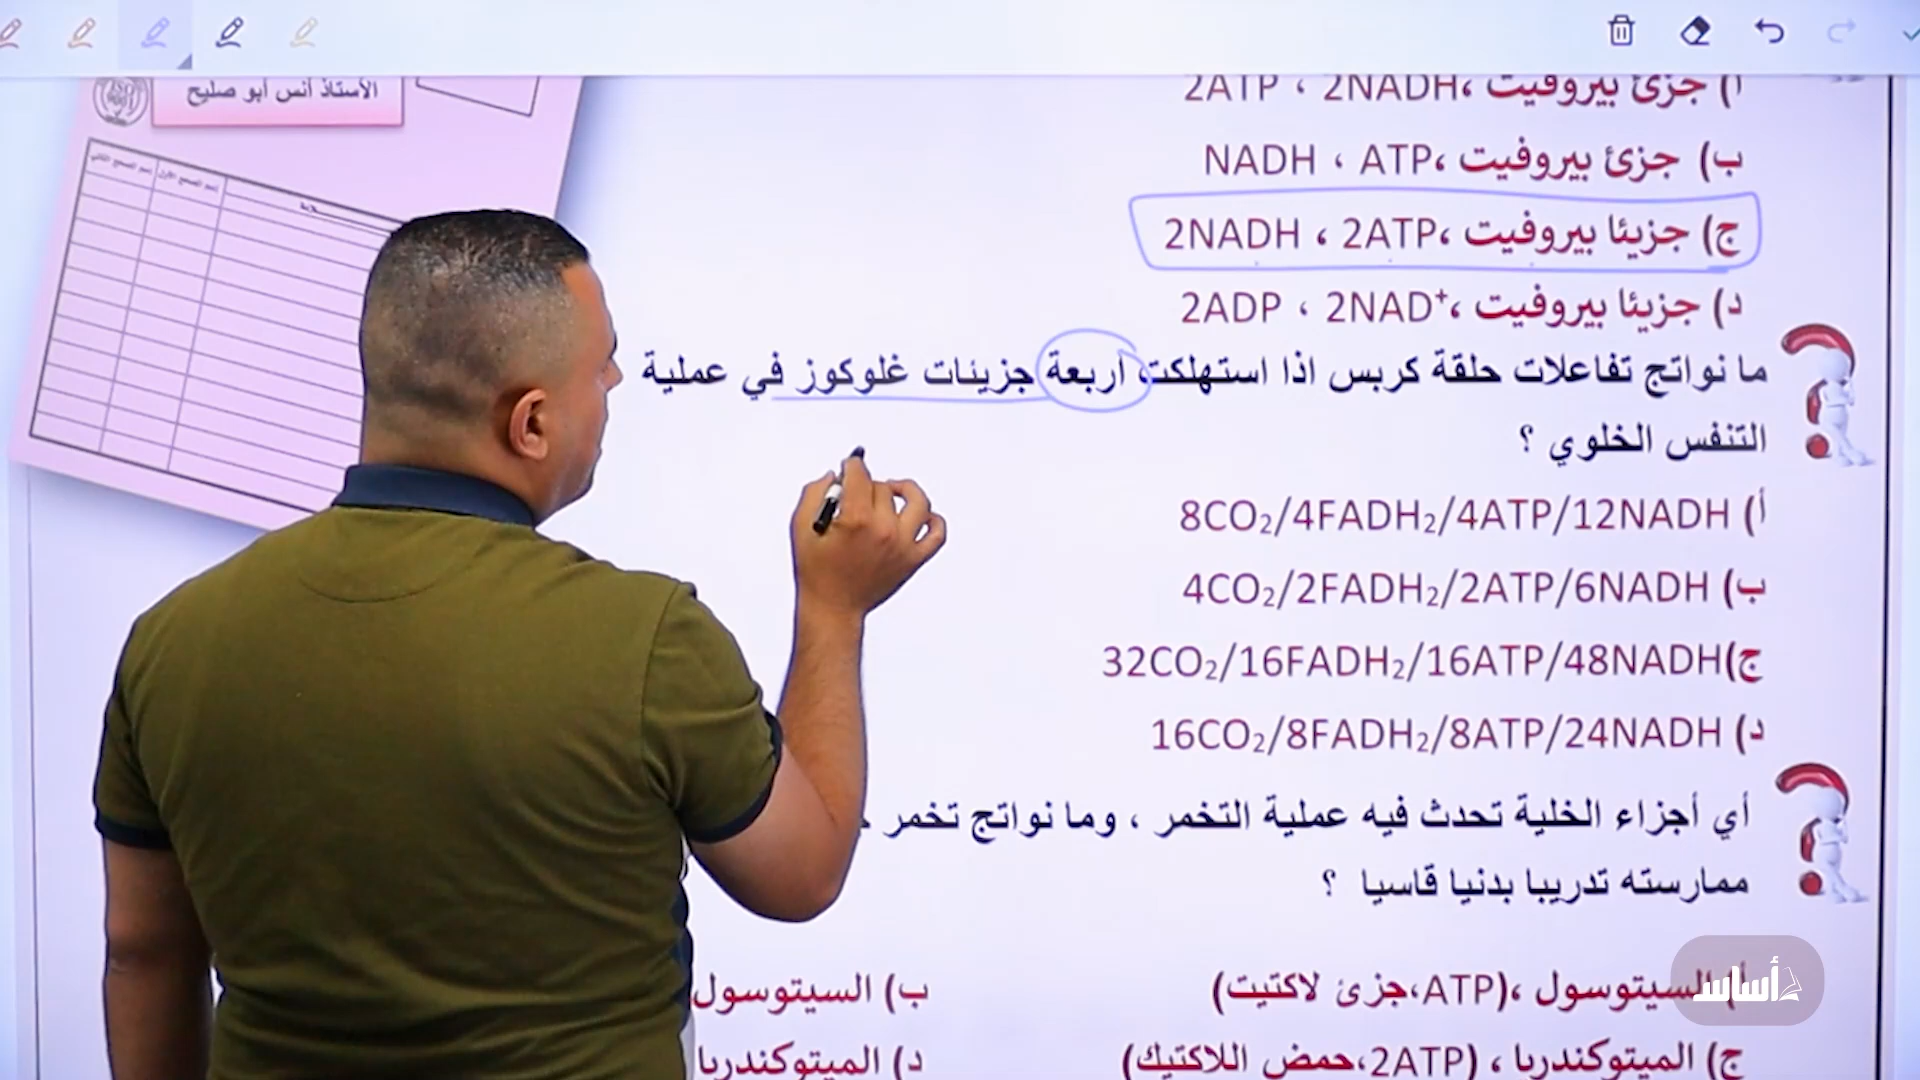 الأستاذ أنس أبو صليح
أ) جزئ بيروفيت ،2NADH ، 2ATP
ب) جزئ بيروفيت ،ATP ، NADH
ج) جزيئا بيروفيت ،2ATP ، 2NADH
د) جزيئا بيروفيت ،2NAD⁺ ، 2ADP
ما نواتج تفاعلات حلقة كربس اذا استهلكت اربعة جزيئات غلوكوز في عملية
التنفس الخلوي ؟
أ) 8CO₂/4FADH₂/4ATP/12NADH
ب) 4CO₂/2FADH₂/2ATP/6NADH
ج)32CO₂/16FADH₂/16ATP/48NADH
د) 16CO₂/8FADH₂/8ATP/24NADH
أي أجزاء الخلية تحدث فيه عملية التخمر ، وما نواتج تخمر
ممارسته تدريبا بدنيا قاسيا ؟
أ) السيتوسول ،(ATP،جزئ لاكتيت)
ب) السيتوسول
ج) الميتوكندريا ، (2ATP،حمض اللاكتيك)
د) الميتوكندريا
أساس